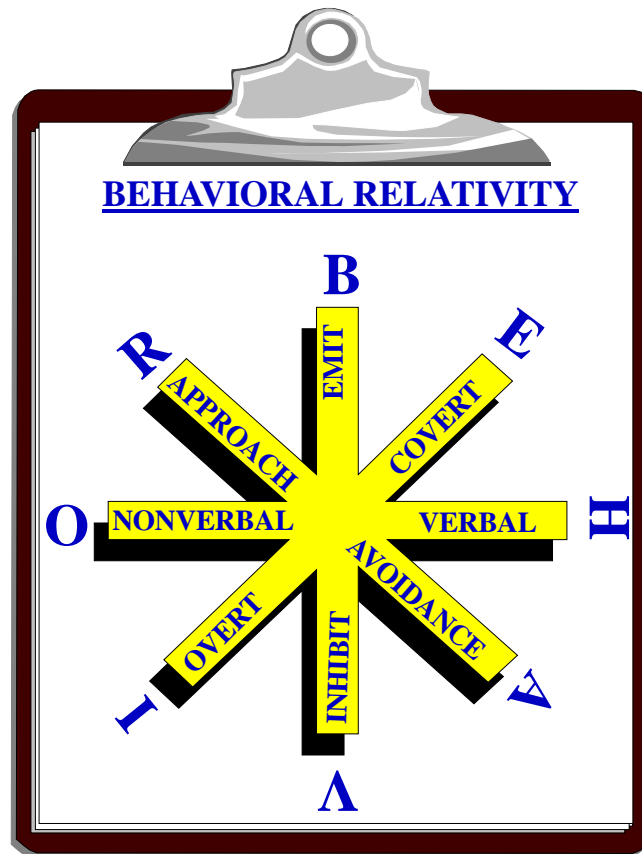 BEHAVIORAL RELATIVITY
B
E
H
A
V
I
O
R
EMIT
COVERT
VERBAL
AVOIDANCE
INHIBIT
OVERT
NONVERBAL
APPROACH